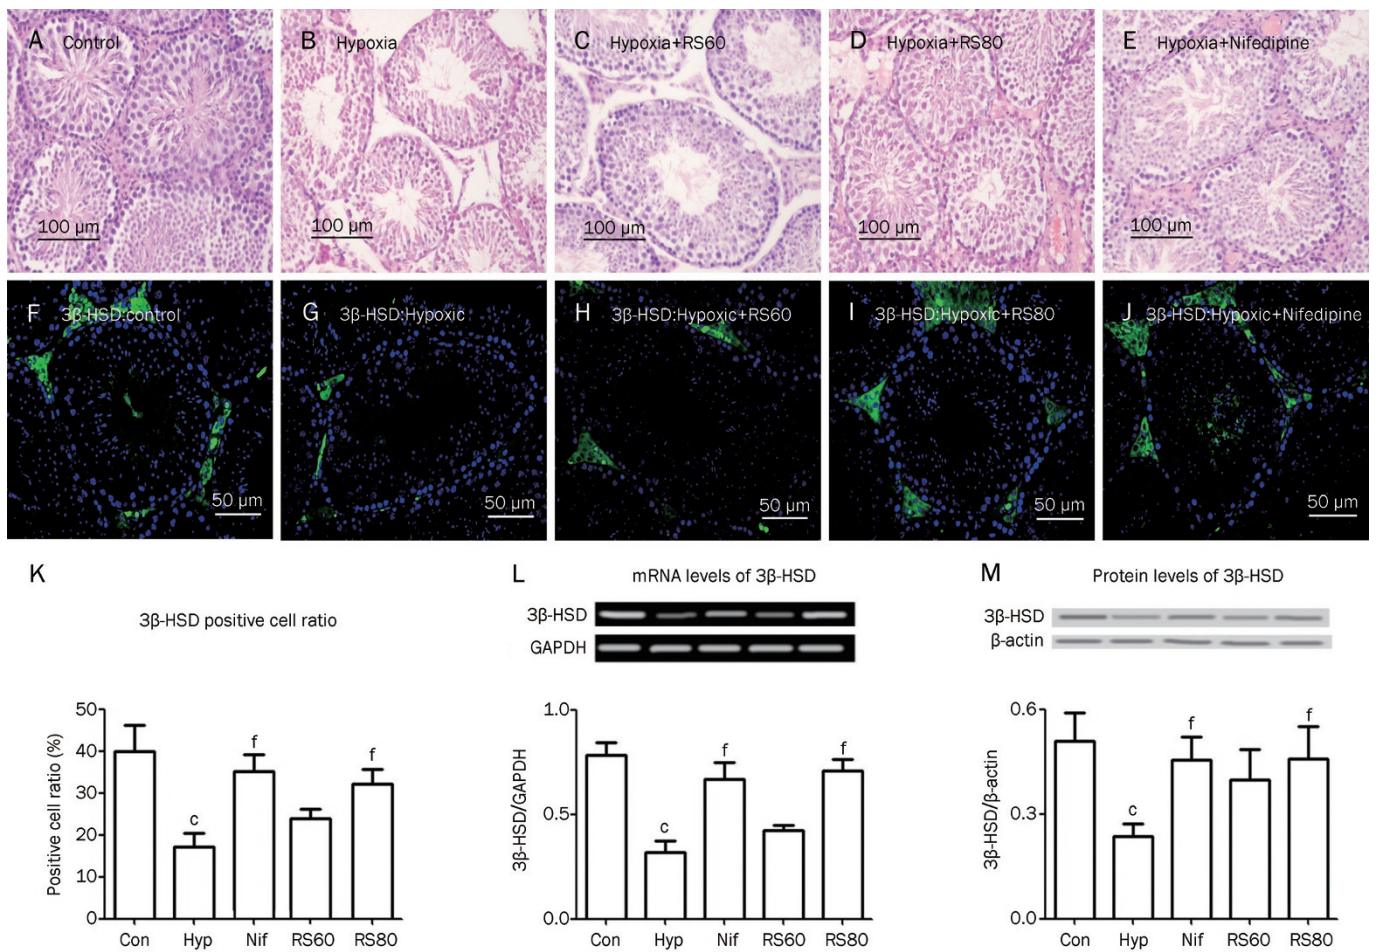 A Control
B Hypoxia
C Hypoxia+RS60
D Hypoxia+RS80
E Hypoxia+Nifedipine
100 µm
100 µm
100 µm
100 µm
100 µm
F 3β-HSD:control
G 3β-HSD:Hypoxic
H 3β-HSD:Hypoxic+RS60
I 3β-HSD:Hypoxic+RS80
J 3β-HSD:Hypoxic+Nifedipine
50 µm
50 µm
50 µm
50 µm
50 µm
K
3β-HSD positive cell ratio
Positive cell ratio (%)
50
40
30
20
10
0
c
f
f
Con Hyp Nif RS60 RS80
L
mRNA levels of 3β-HSD
3β-HSD
GAPDH
3β-HSD/GAPDH
1.0
0.5
0.0
c
f
f
Con Hyp Nif RS60 RS80
M
Protein levels of 3β-HSD
3β-HSD
β-actin
3β-HSD/β-actin
0.6
0.3
0.0
c
f
f
Con Hyp Nif RS60 RS80